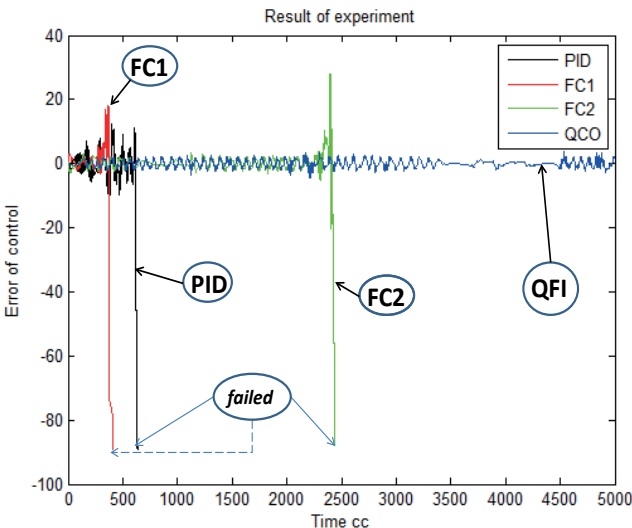 Result of experiment
40
20
0
-20
-40
-60
-80
-100
Error of control
0
500
1000
1500
2000
2500
3000
3500
4000
4500
5000
Time cc
PID
FC1
FC2
QCO
FC1
PID
FC2
QFI
failed